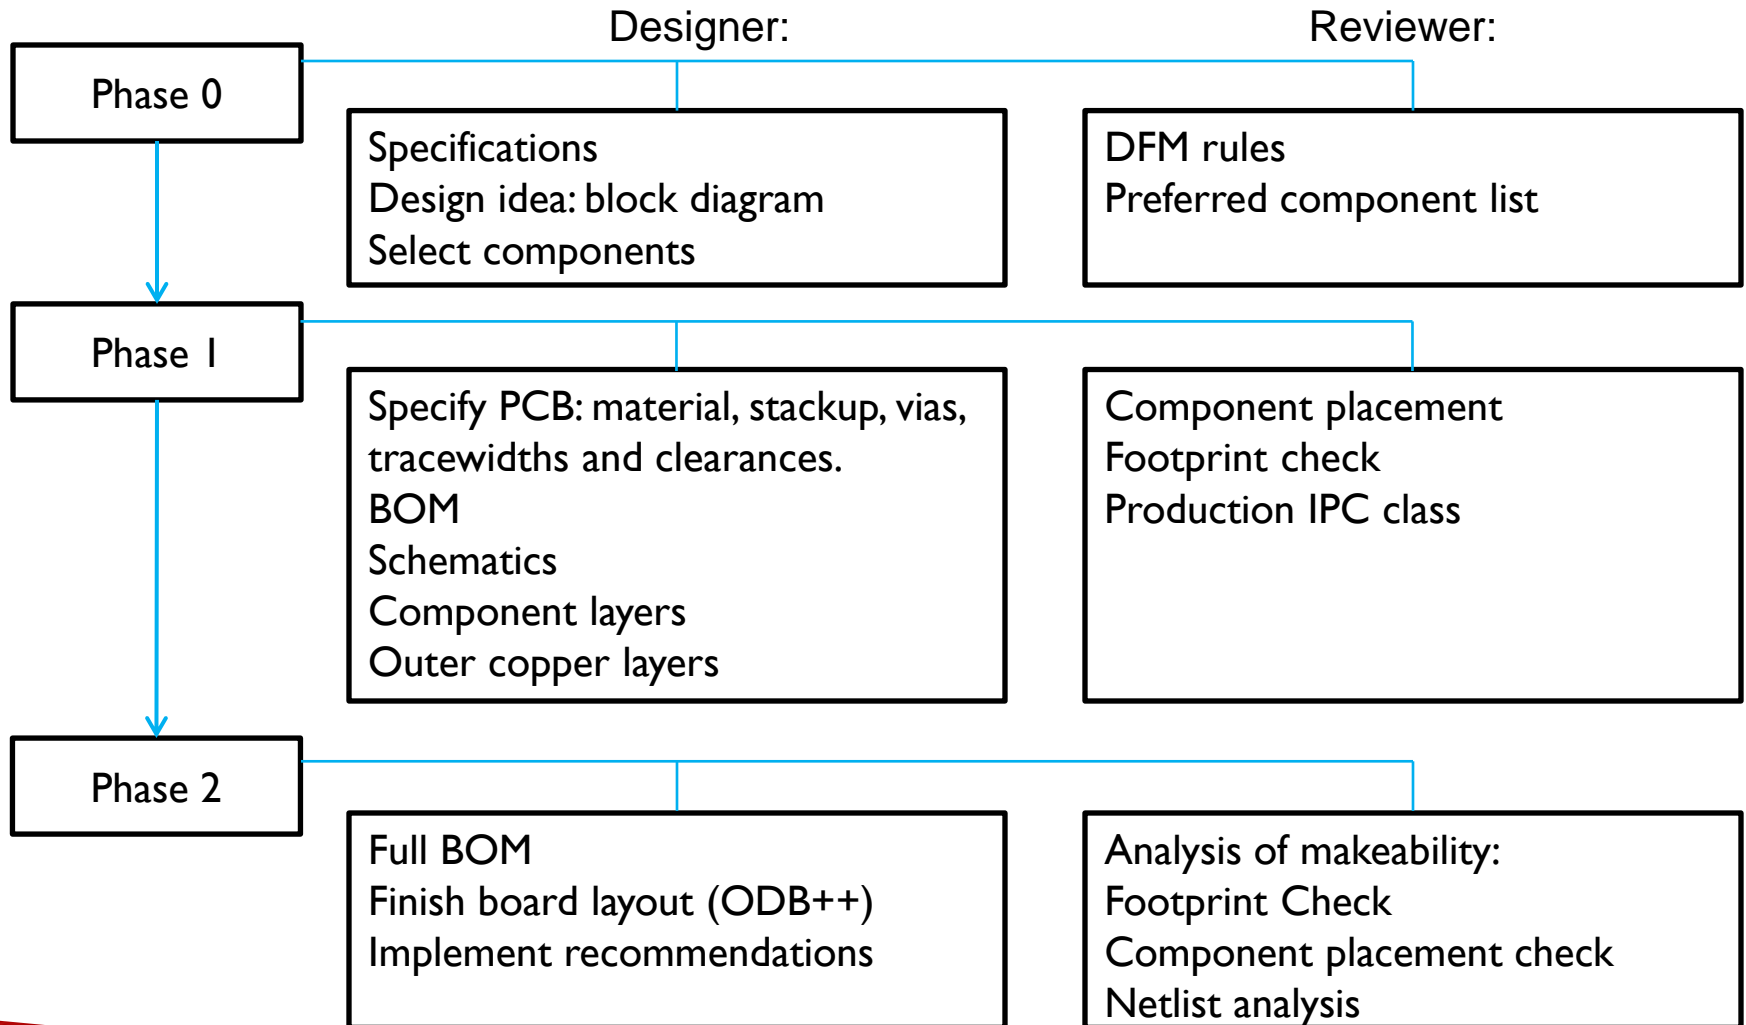 Designer:
Reviewer:
Phase 0
Specifications
Design idea: block diagram
Select components
DFM rules
Preferred component list
Phase 1
Specify PCB: material, stackup, vias,
tracewidths and clearances.
BOM
Schematics
Component layers
Outer copper layers
Component placement
Footprint check
Production IPC class
Phase 2
Full BOM
Finish board layout (ODB++)
Implement recommendations
Analysis of makeability:
Footprint Check
Component placement check
Netlist analysis